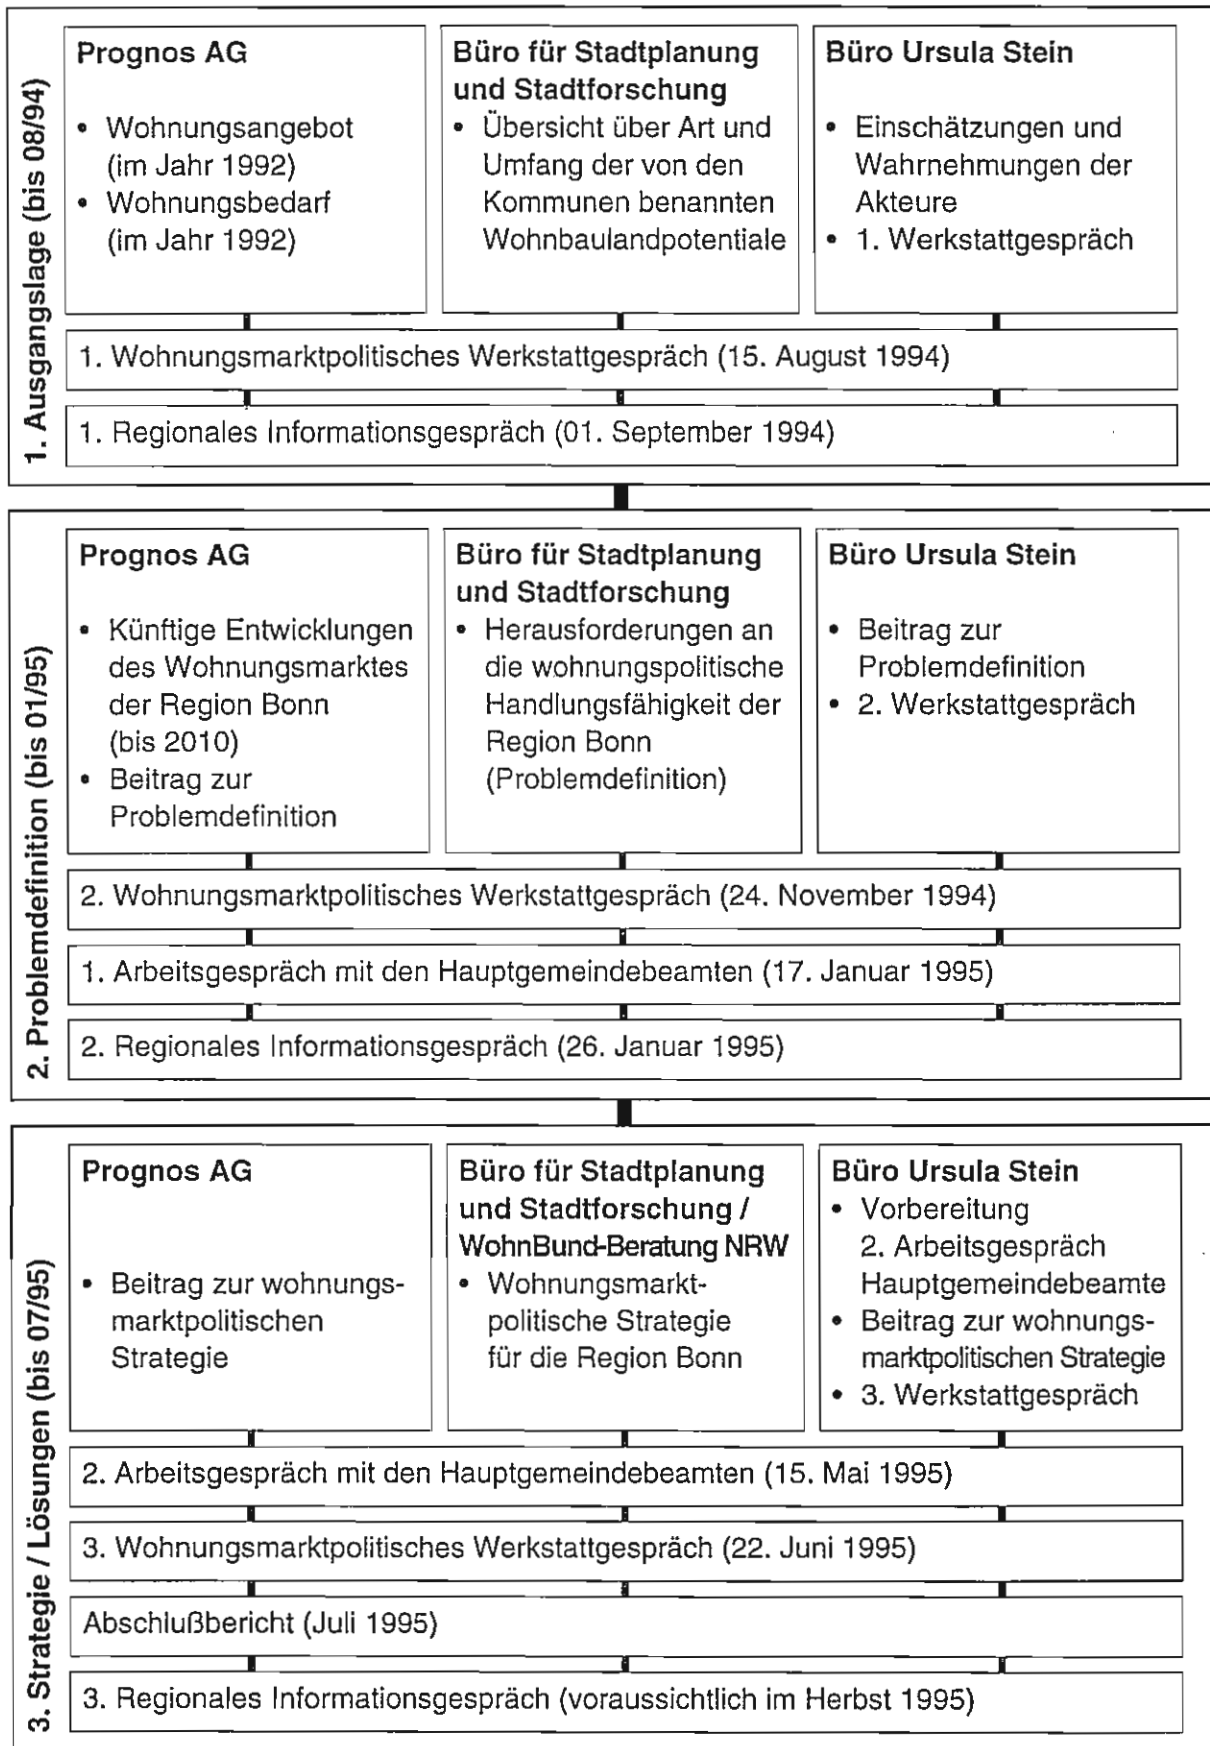 1. Ausgangslage (bis 08/94)
Prognos AG
• Wohnungsangebot
(im Jahr 1992)
• Wohnungsbedarf
(im Jahr 1992)
Büro für Stadtplanung
und Stadtforschung
• Übersicht über Art und
Umfang der von den
Kommunen benannten
Wohnbaulandpotentiale
Büro Ursula Stein
• Einschätzungen und
Wahrnehmungen der
Akteure
• 1. Werkstattgespräch
1. Wohnungsmarktpolitisches Werkstattgespräch (15. August 1994)
1. Regionales Informationsgespräch (01. September 1994)
2. Problemdefinition (bis 01/95)
Prognos AG
• Künftige Entwicklungen
des Wohnungsmarktes
der Region Bonn
(bis 2010)
• Beitrag zur
Problemdefinition
Büro für Stadtplanung
und Stadtforschung
• Herausforderungen an
die wohnungspolitische
Handlungsfähigkeit der
Region Bonn
(Problemdefinition)
Büro Ursula Stein
• Beitrag zur
Problemdefinition
• 2. Werkstattgespräch
2. Wohnungsmarktpolitisches Werkstattgespräch (24. November 1994)
1. Arbeitsgespräch mit den Hauptgemeindebeamten (17. Januar 1995)
2. Regionales Informationsgespräch (26. Januar 1995)
3. Strategie / Lösungen (bis 07/95)
Prognos AG
• Beitrag zur wohnungs-
marktpolitischen
Strategie
Büro für Stadtplanung
und Stadtforschung /
WohnBund-Beratung NRW
• Wohnungsmarkt-
politische Strategie
für die Region Bonn
Büro Ursula Stein
• Vorbereitung
2. Arbeitsgespräch
Hauptgemeindebeamte
• Beitrag zur wohnungs-
marktpolitischen Strategie
• 3. Werkstattgespräch
2. Arbeitsgespräch mit den Hauptgemeindebeamten (15. Mai 1995)
3. Wohnungsmarktpolitisches Werkstattgespräch (22. Juni 1995)
Abschlußbericht (Juli 1995)
3. Regionales Informationsgespräch (voraussichtlich im Herbst 1995)